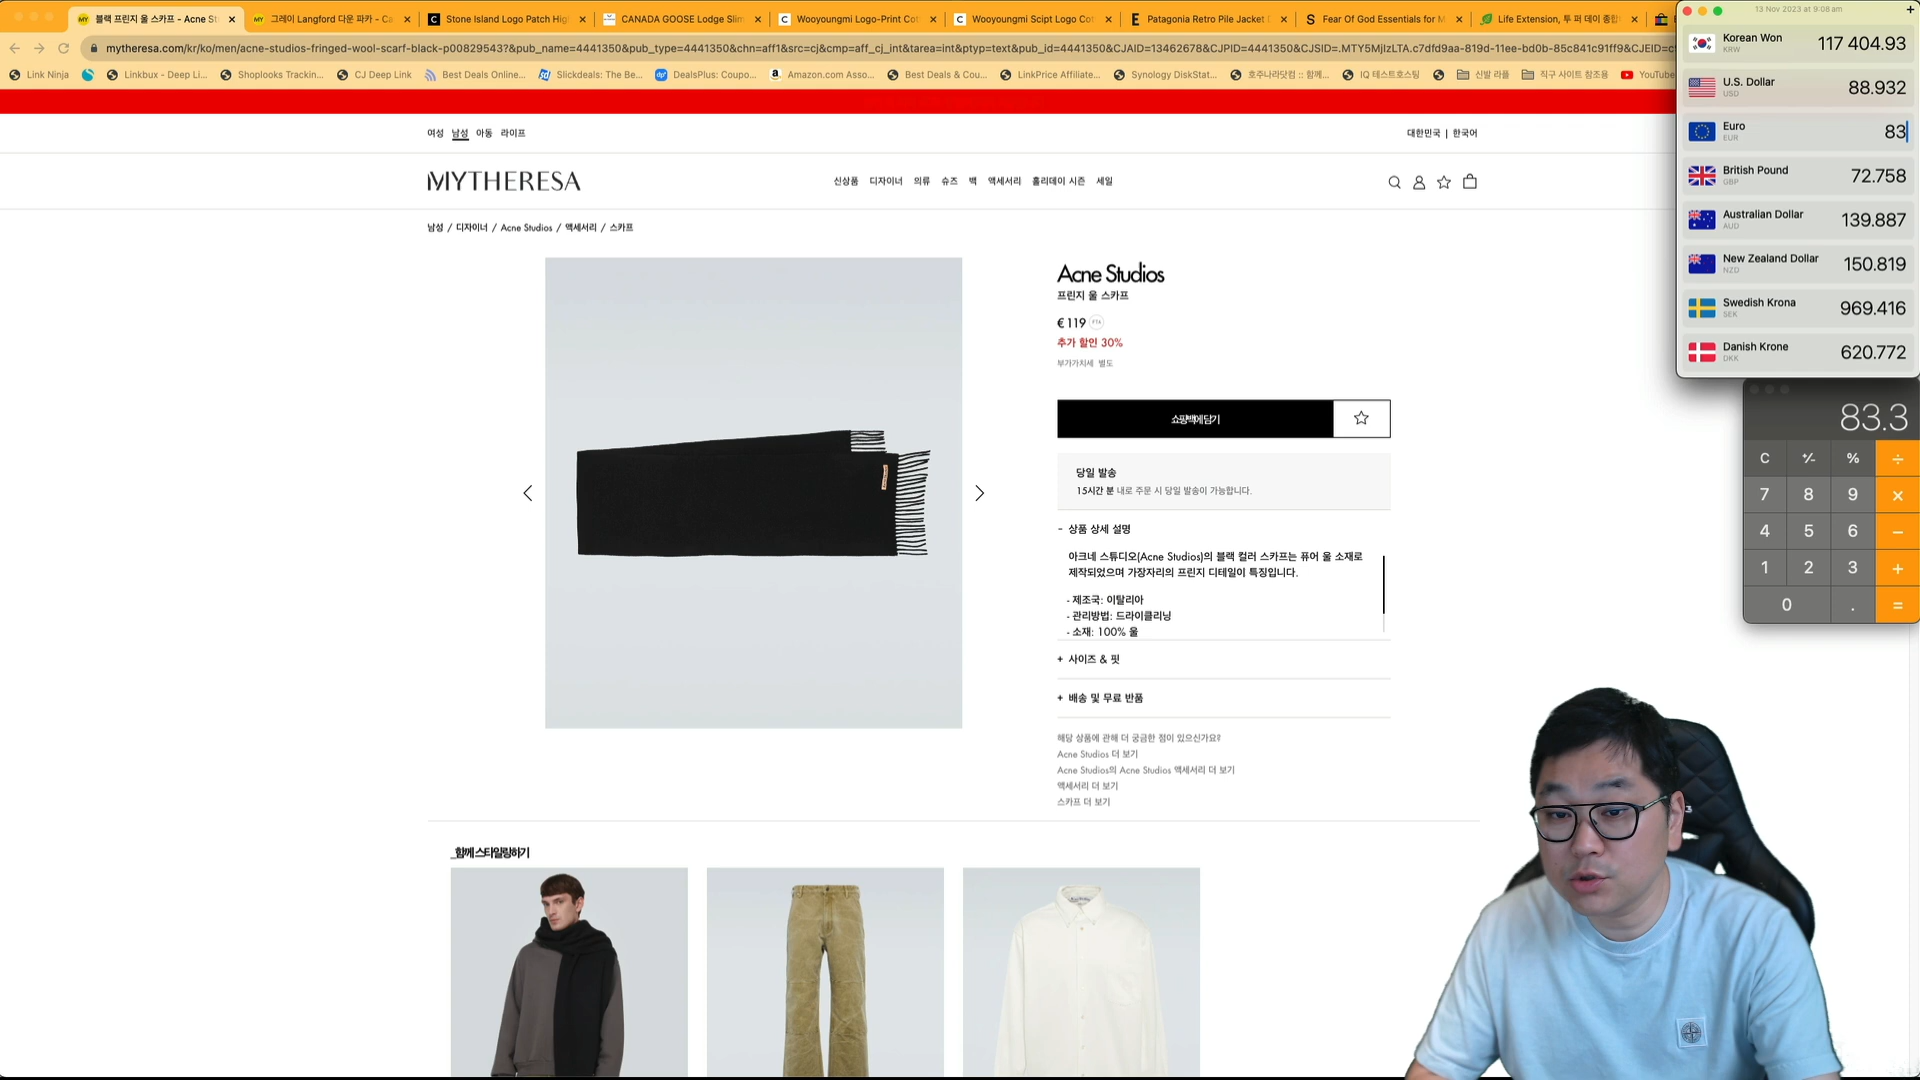 블랙 프린지 울 스카프 - Acne St
그레이 Langford 다운 파카 - Ca
Stone Island Logo Patch Hig
CANADA GOOSE Lodge Slim
Wooyoungmi Logo-Print Cot
Wooyoungmi Scipt Logo Co
Patagonia Retro Pile Jacket
Fear Of God Essentials for M
Life Extension, 투 퍼 데이 종합
mytheresa.com/kr/ko/men/acne-studios-fringed-wool-scarf-black-p00829543?&pub_name=4441350&pub_type=4441350&chn=aff1&src=cj&cmp=aff_cj_int&tarea=int&ptyp=text&pub_id=4441350&CJAID=13462678&CJPID=4441350&CJSID=.MTY5MjIzLTA.c7dfd9aa-819d-11ee-bd0b-85c841c91ff9&CJEID=c
Link Ninja
Linkbux - Deep Li...
Shoplooks Trackin...
CJ Deep Link
Best Deals Online...
Slickdeals: The Be...
DealsPlus: Coupo...
Amazon.com Asso...
Best Deals & Cou...
LinkPrice Affiliate...
Synology DiskStat...
호주나라닷컴 :: 함께...
IQ 테스트호스팅
신발 라플
직구 사이트 참조용
YouTube
여성 남성 아동 라이프
대한민국 | 한국어
MYTHERESA
신상품 디자이너 의류 슈즈 백 액세서리 홀리데이 시즌 세일
남성 / 디자이너 / Acne Studios / 액세서리 / 스카프
Acne Studios
프린지 울 스카프
€ 119
추가 할인 30%
부가가치세 별도
쇼핑백에 담기
당일 발송
15시간 분 내로 주문 시 당일 발송이 가능합니다.
- 상품 상세 설명
아크네 스튜디오(Acne Studios)의 블랙 컬러 스카프는 퓨어 울 소재로
제작되었으며 가장자리의 프린지 디테일이 특징입니다.
- 제조국: 이탈리아
- 관리방법: 드라이클리닝
- 소재: 100% 울
+ 사이즈 & 핏
+ 배송 및 무료 반품
해당 상품에 관해 더 궁금한 점이 있으신가요?
Acne Studios 더 보기
Acne Studios의 Acne Studios 액세서리 더 보기
액세서리 더 보기
스카프 더 보기
_함께 스타일링하기
13 Nov 2023 at 9:08 am
+
Korean Won
KRW
117 404.93
U.S. Dollar
USD
88.932
Euro
EUR
83
British Pound
GBP
72.758
Australian Dollar
AUD
139.887
New Zealand Dollar
NZD
150.819
Swedish Krona
SEK
969.416
Danish Krone
DKK
620.772
83.3
C +/- % ÷
7 8 9 ×
4 5 6 −
1 2 3 +
0 . =